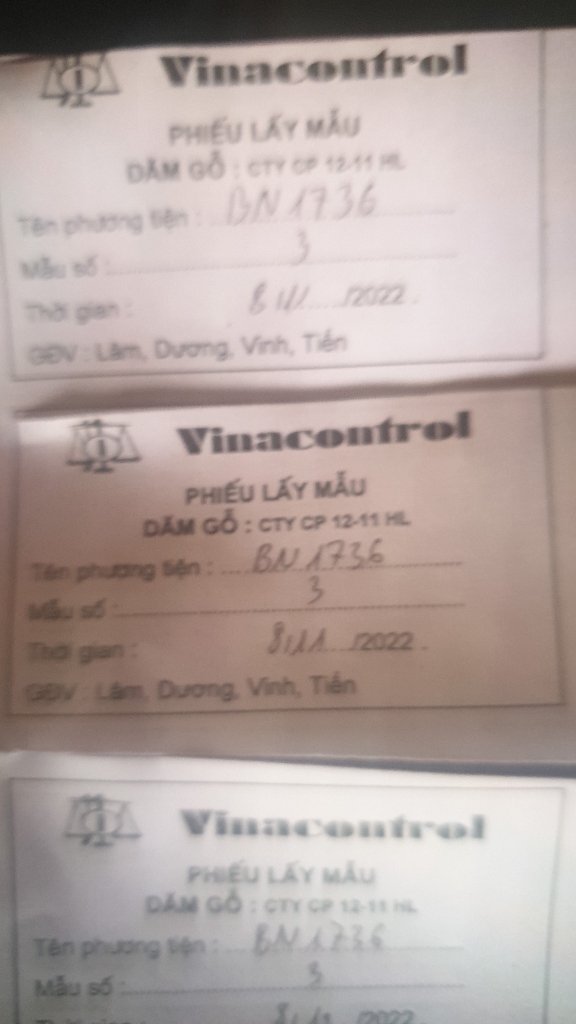 Vinacontrol
PHIẾU LẤY MẪU
DĂM GỖ : CTY CP 12-11 HL
Tên phương tiện : BN 1736
Mẫu số : 3
Thời gian : 8/11/2022.
GĐV : Lâm, Dương, Vinh, Tiến
Vinacontrol
PHIẾU LẤY MẪU
DĂM GỖ : CTY CP 12-11 HL
Tên phương tiện : BN 1736
Mẫu số : 3
Thời gian : 8/11/2022.
GĐV : Lâm, Dương, Vinh, Tiến
Vinacontrol
PHIẾU LẤY MẪU
DĂM GỖ : CTY CP 12-11 HL
Tên phương tiện : BN 1736
Mẫu số : 3
/2022